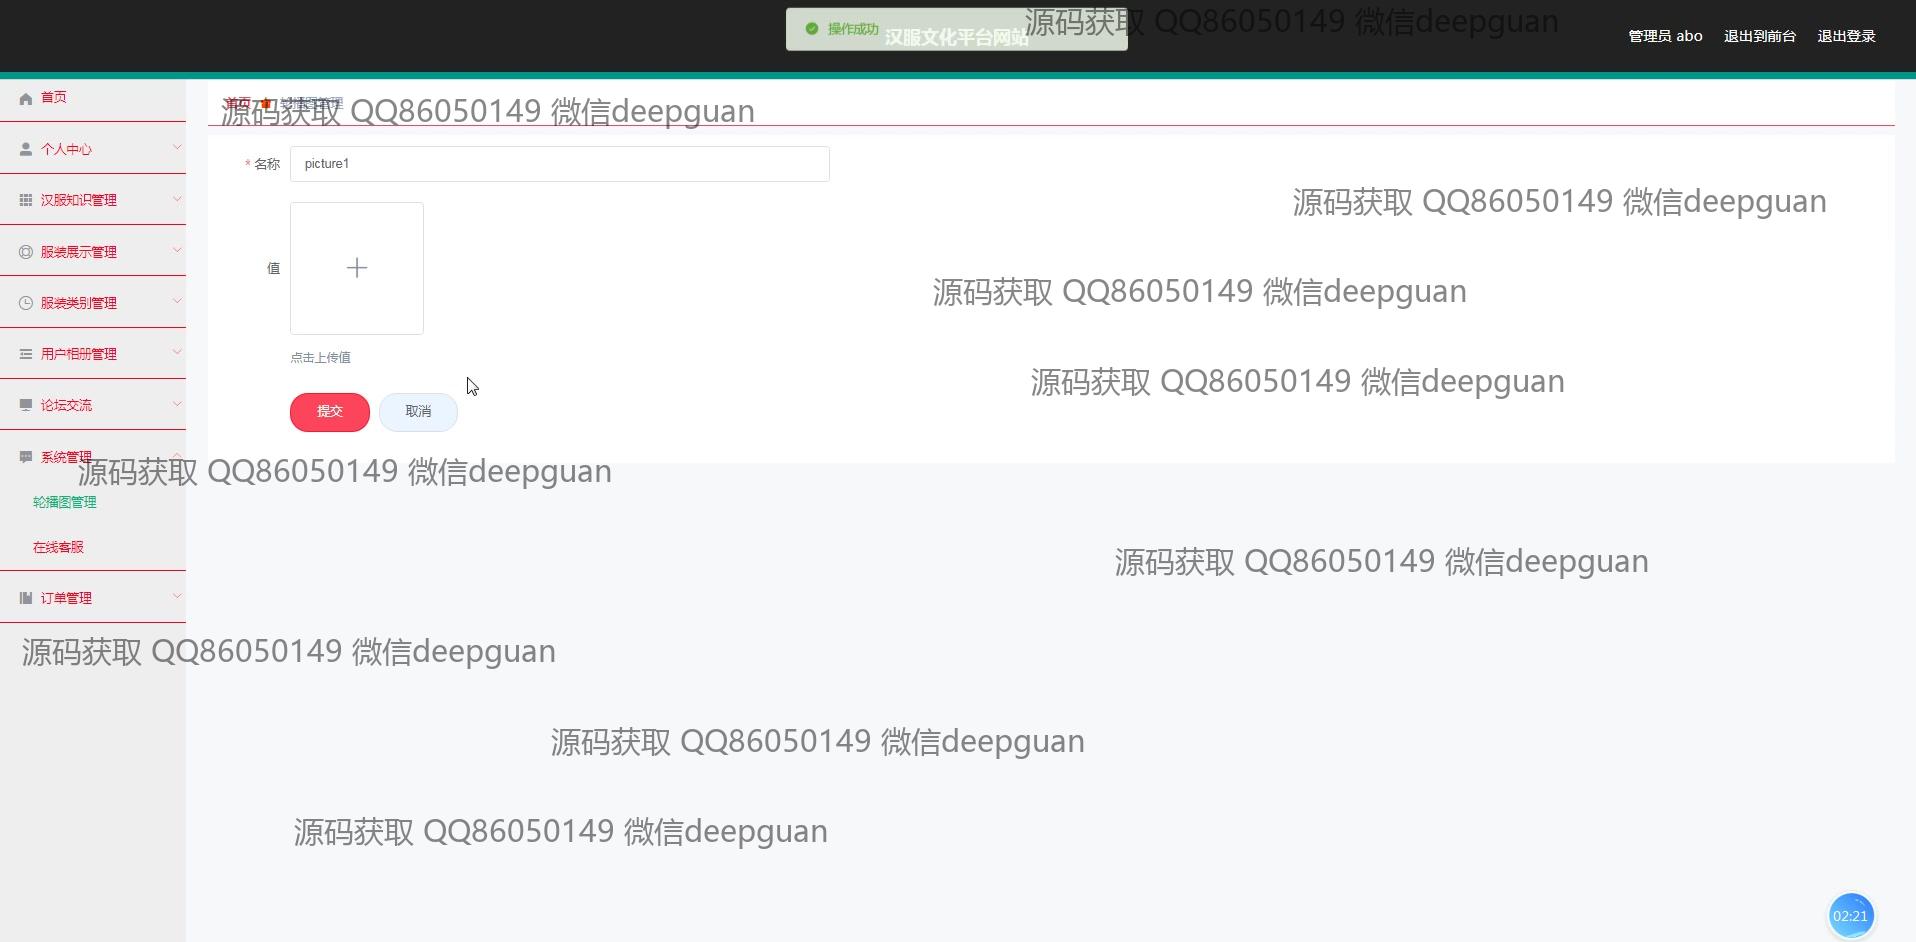 操作成功
汉服文化平台网站
源码获取 QQ86050149 微信deepguan
管理员 abo
退出到前台
退出登录
首页
首页
轮播图管理
源码获取 QQ86050149 微信deepguan
个人中心
* 名称
picture1
汉服知识管理
源码获取 QQ86050149 微信deepguan
服装展示管理
值
源码获取 QQ86050149 微信deepguan
服装类别管理
用户相册管理
点击上传值
源码获取 QQ86050149 微信deepguan
论坛交流
提交
取消
系统管理
源码获取 QQ86050149 微信deepguan
轮播图管理
在线客服
源码获取 QQ86050149 微信deepguan
订单管理
源码获取 QQ86050149 微信deepguan
源码获取 QQ86050149 微信deepguan
源码获取 QQ86050149 微信deepguan
02:21